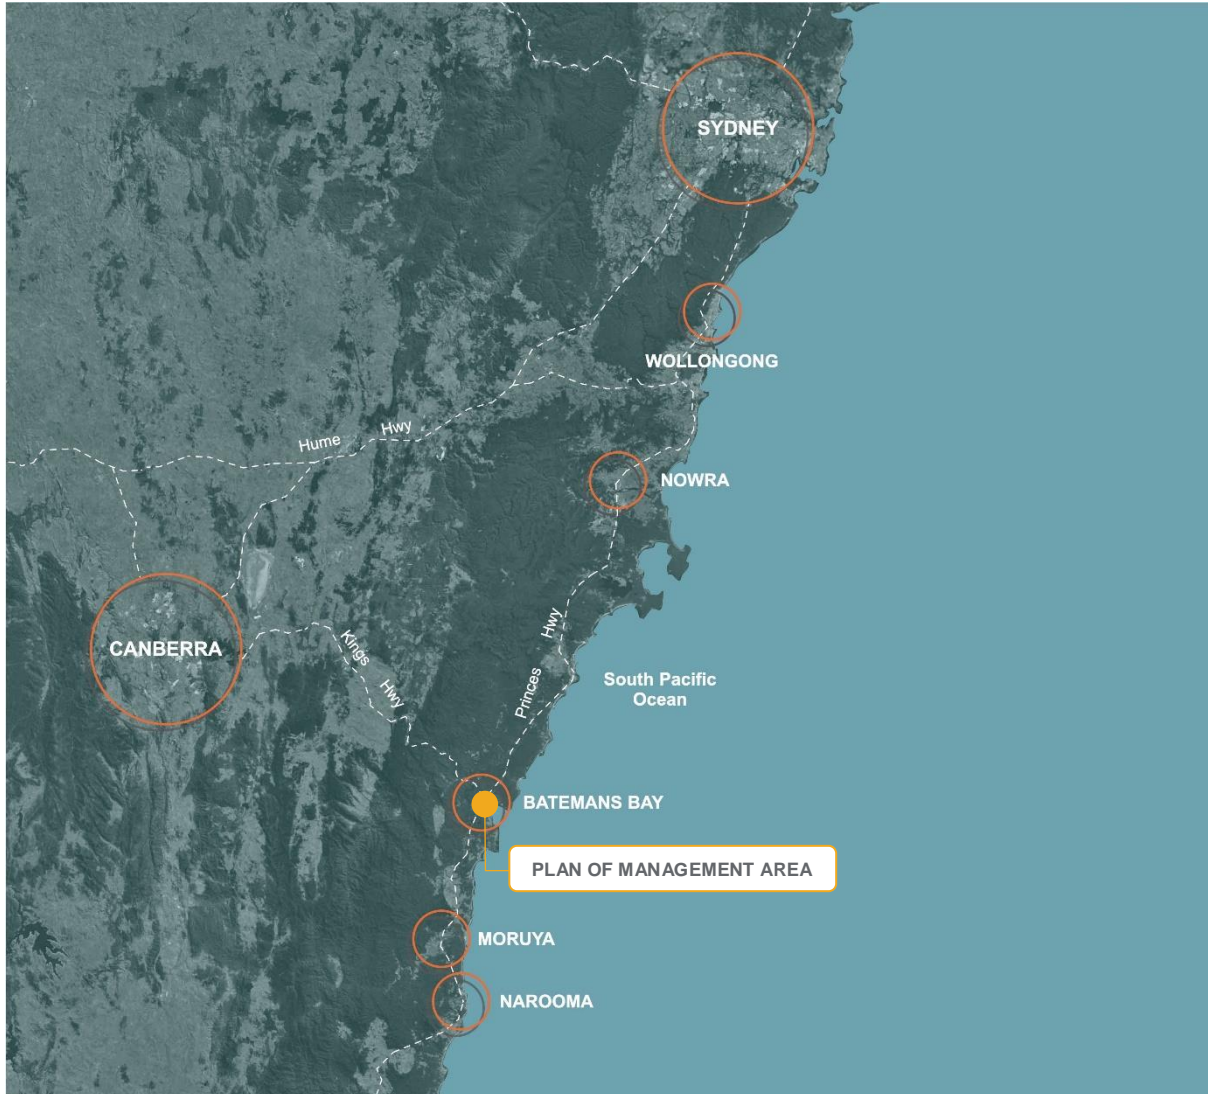 SYDNEY
WOLLONGONG
Hume Hwy
NOWRA
CANBERRA
Kings Hwy
Princes Hwy
South Pacific
Ocean
BATEMANS BAY
PLAN OF MANAGEMENT AREA
MORUYA
NAROOMA